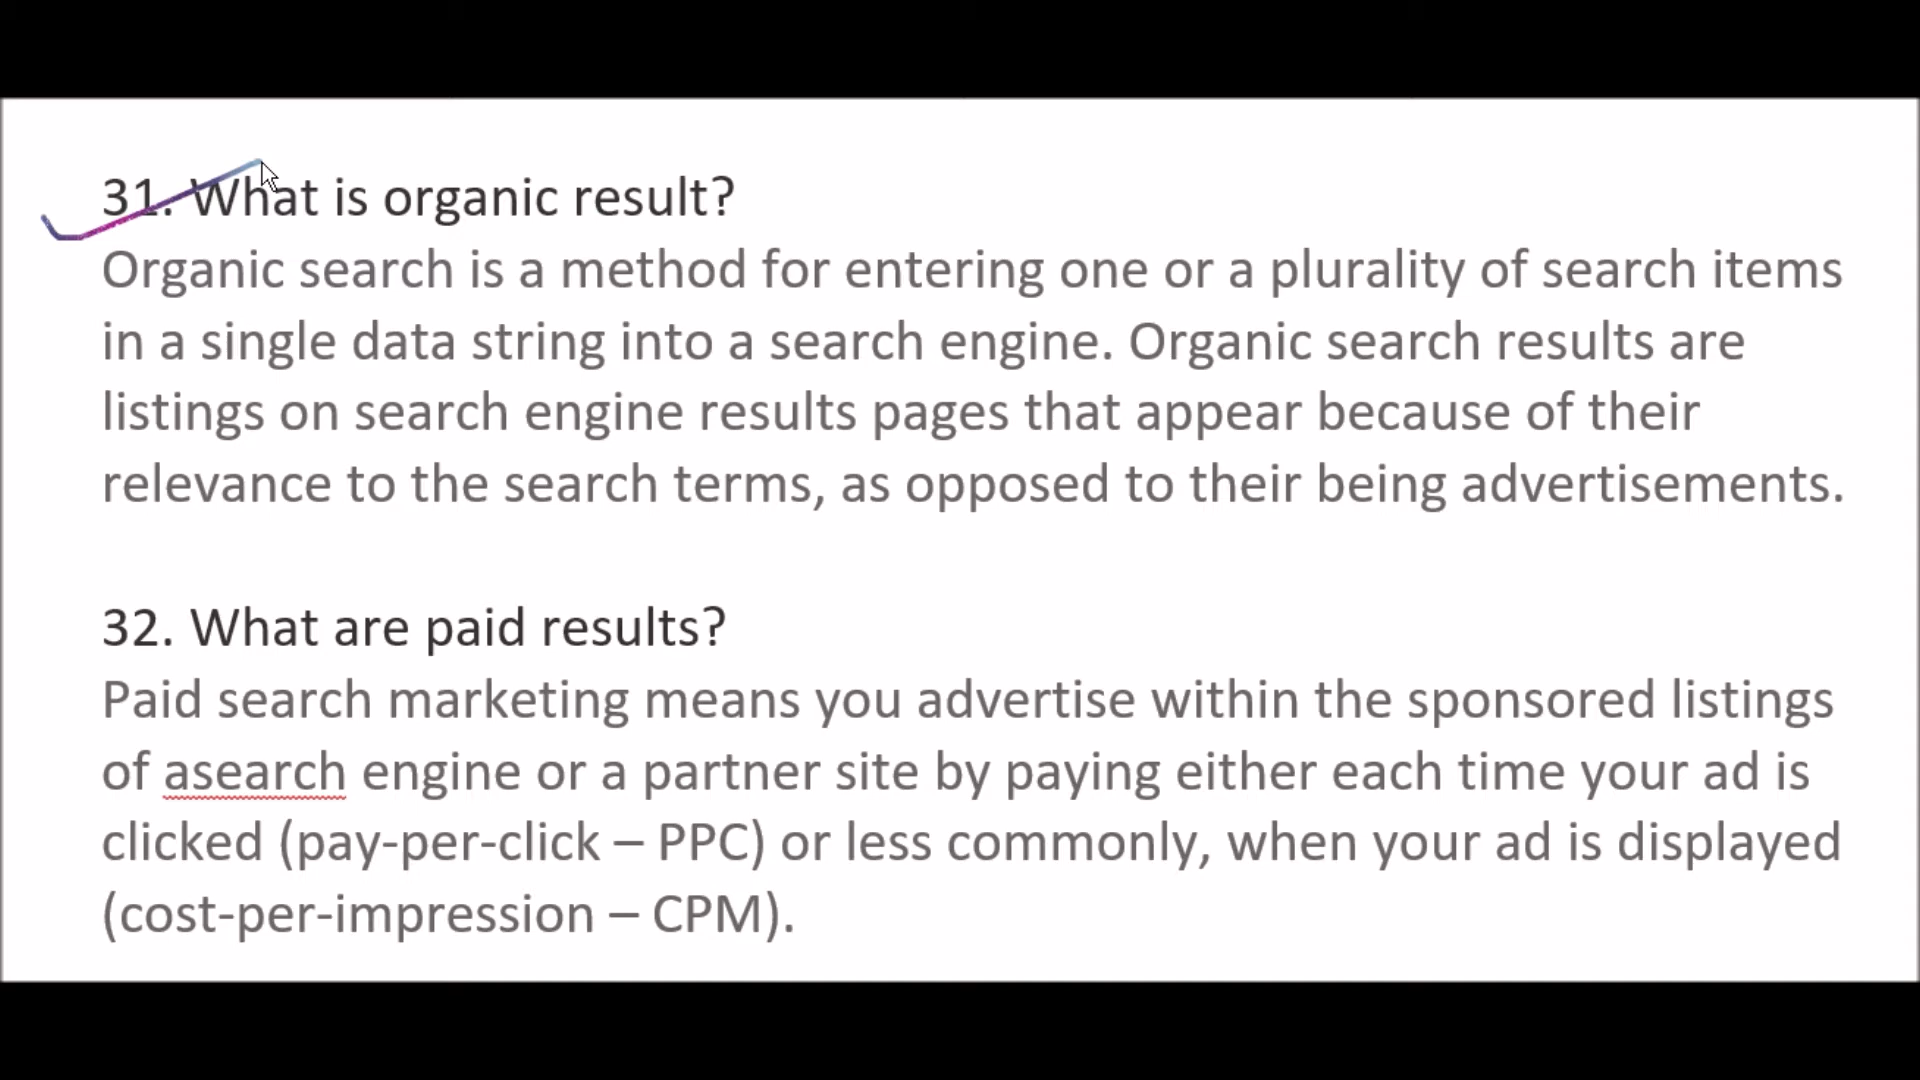 31. What is organic result?
Organic search is a method for entering one or a plurality of search items
in a single data string into a search engine. Organic search results are
listings on search engine results pages that appear because of their
relevance to the search terms, as opposed to their being advertisements.
32. What are paid results?
Paid search marketing means you advertise within the sponsored listings
of asearch engine or a partner site by paying either each time your ad is
clicked (pay-per-click – PPC) or less commonly, when your ad is displayed
(cost-per-impression – CPM).